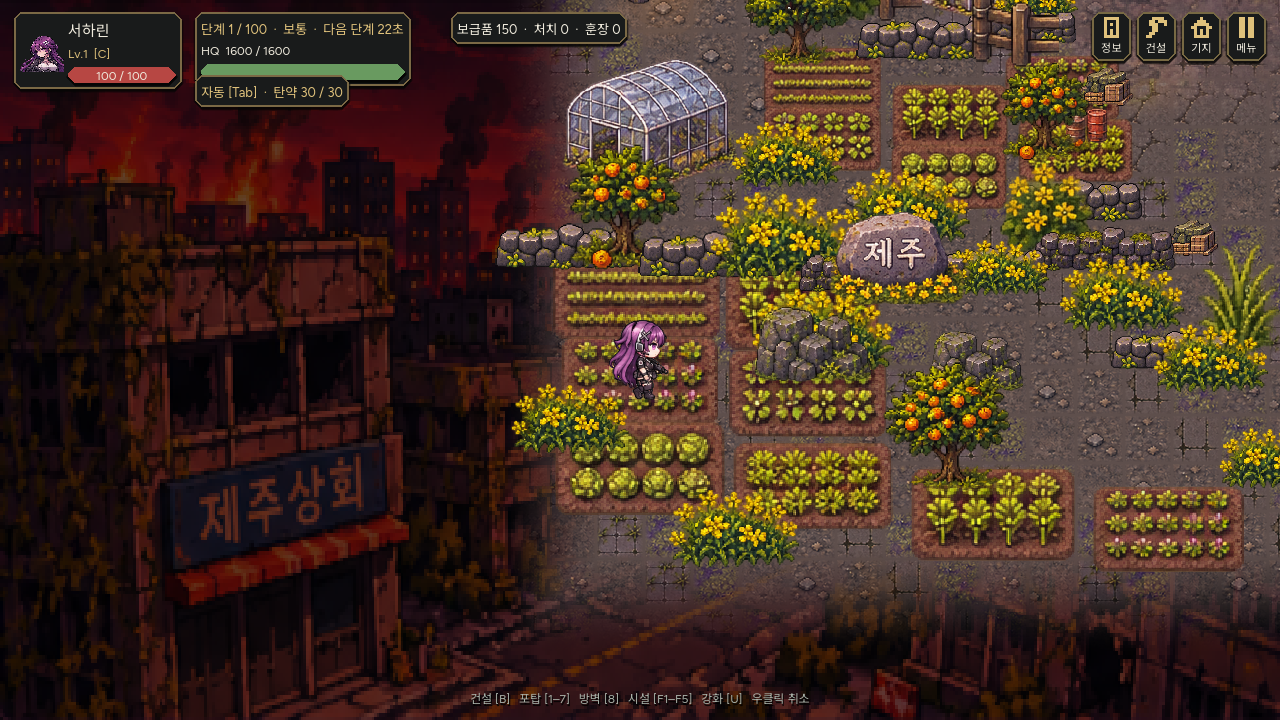 서하린
Lv.1 [C]
100 / 100
단계 1 / 100 · 보통 · 다음 단계 22초
HQ 1600 / 1600
자동 [Tab] · 탄약 30 / 30
보급품 150 · 처치 0 · 훈장 0
정보
건설
기지
메뉴
제주
제주상회
건설 [B] 포탑 [1–7] 방벽 [8] 시설 [F1–F5] 강화 [U] 우클릭 취소